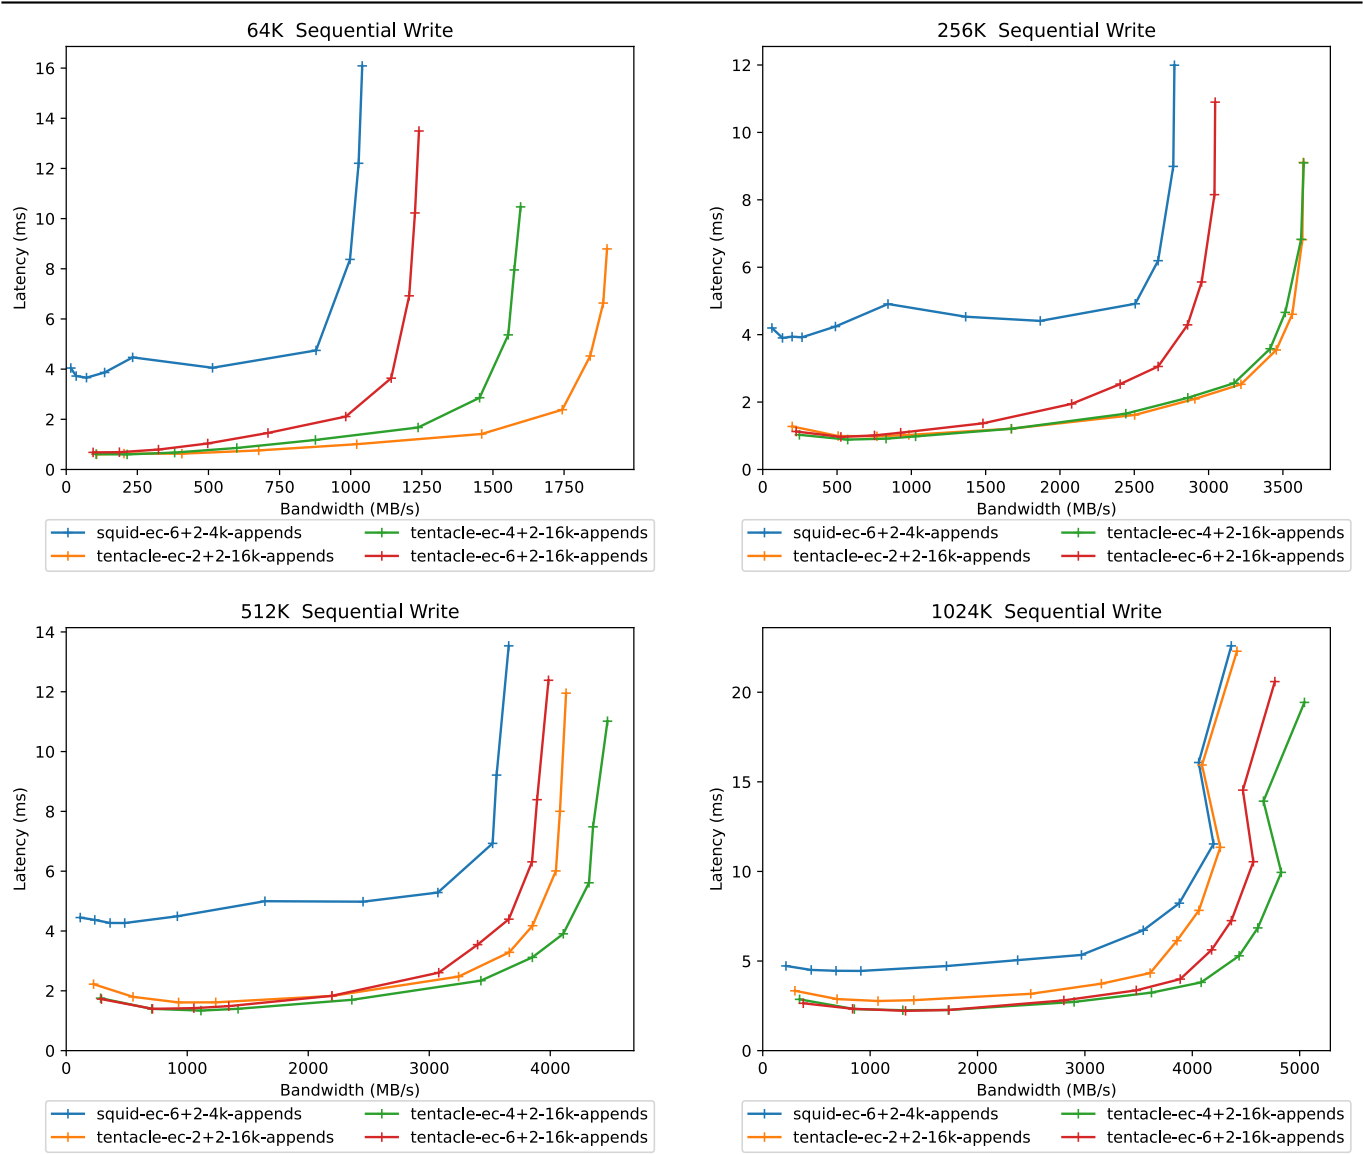 64K  Sequential Write
16
14
12
10
8
6
4
2
0
Latency (ms)
0 250 500 750 1000 1250 1500 1750
Bandwidth (MB/s)
squid-ec-6+2-4k-appends
tentacle-ec-2+2-16k-appends
tentacle-ec-4+2-16k-appends
tentacle-ec-6+2-16k-appends
256K  Sequential Write
12
10
8
6
4
2
0
Latency (ms)
0 500 1000 1500 2000 2500 3000 3500
Bandwidth (MB/s)
squid-ec-6+2-4k-appends
tentacle-ec-2+2-16k-appends
tentacle-ec-4+2-16k-appends
tentacle-ec-6+2-16k-appends
512K  Sequential Write
14
12
10
8
6
4
2
0
Latency (ms)
0 1000 2000 3000 4000
Bandwidth (MB/s)
squid-ec-6+2-4k-appends
tentacle-ec-2+2-16k-appends
tentacle-ec-4+2-16k-appends
tentacle-ec-6+2-16k-appends
1024K  Sequential Write
20
15
10
5
0
Latency (ms)
0 1000 2000 3000 4000 5000
Bandwidth (MB/s)
squid-ec-6+2-4k-appends
tentacle-ec-2+2-16k-appends
tentacle-ec-4+2-16k-appends
tentacle-ec-6+2-16k-appends